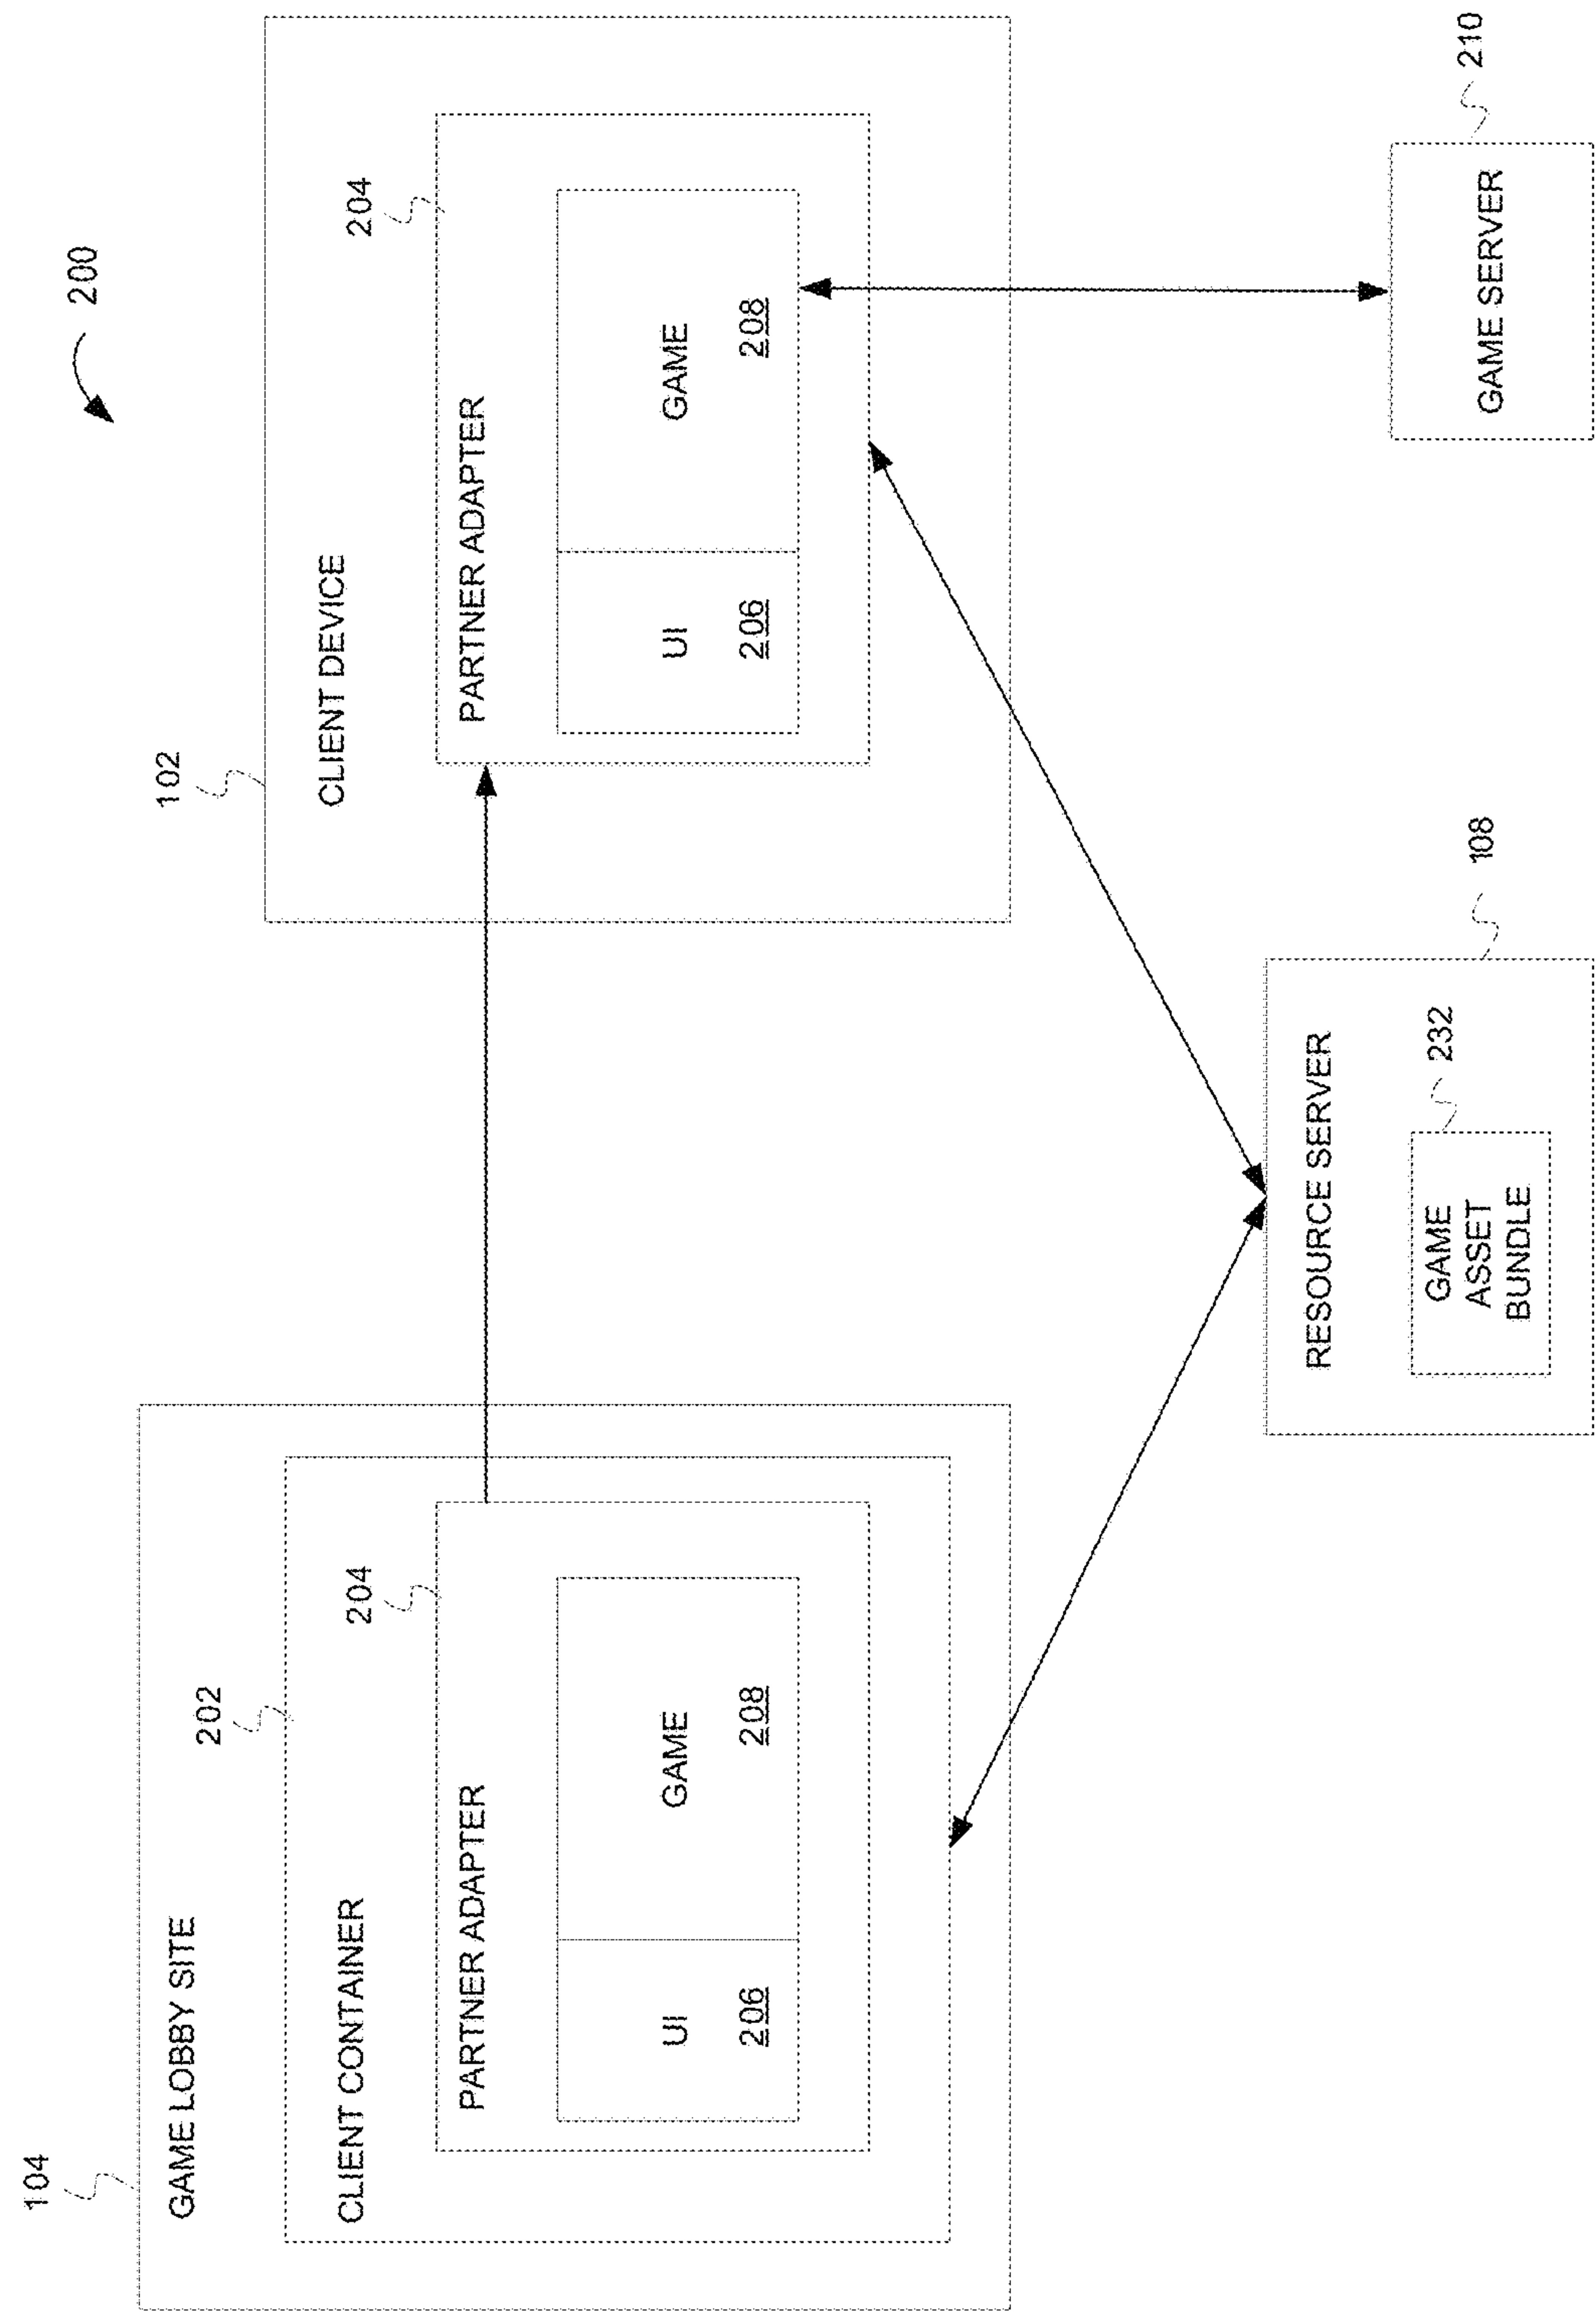 200
104
GAME LOBBY SITE
202
CLIENT CONTAINER
204
PARTNER ADAPTER
UI
206
GAME
208
102
CLIENT DEVICE
204
PARTNER ADAPTER
UI
206
GAME
208
RESOURCE SERVER
108
GAME
ASSET
BUNDLE
232
GAME SERVER
210